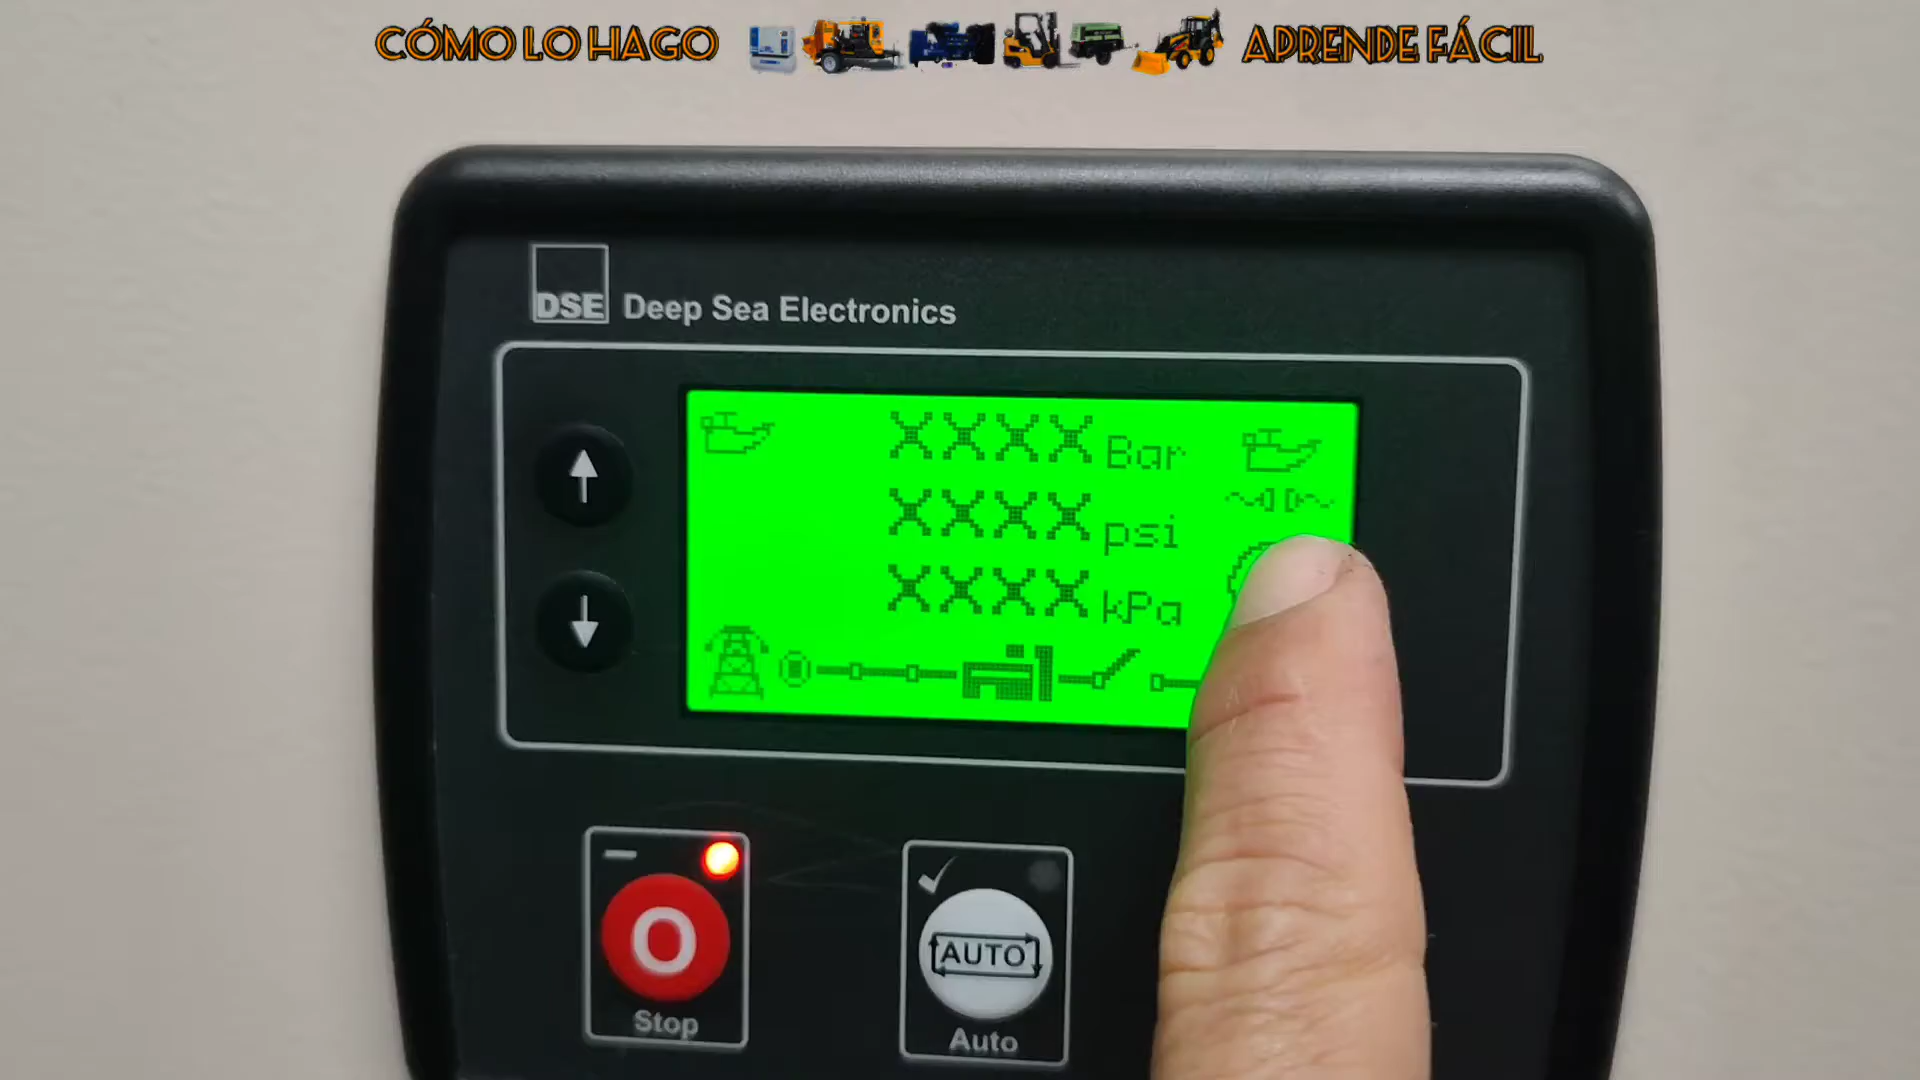 CÓMO LO HAGO APRENDE FÁCIL
DSE Deep Sea Electronics
XXXX Bar
XXXX psi
XXXX kPa
AUTO
Stop
Auto